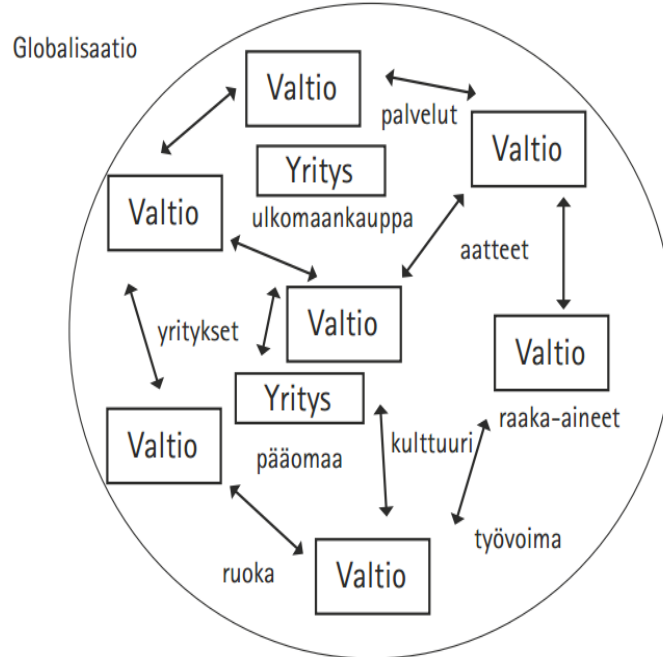 Globalisaatio
Valtio
palvelut
Valtio
Yritys
Valtio
ulkomaankauppa
aatteet
yritykset
Valtio
Valtio
Yritys
raaka-aineet
Valtio
pääomaa
kulttuuri
työvoima
ruoka
Valtio